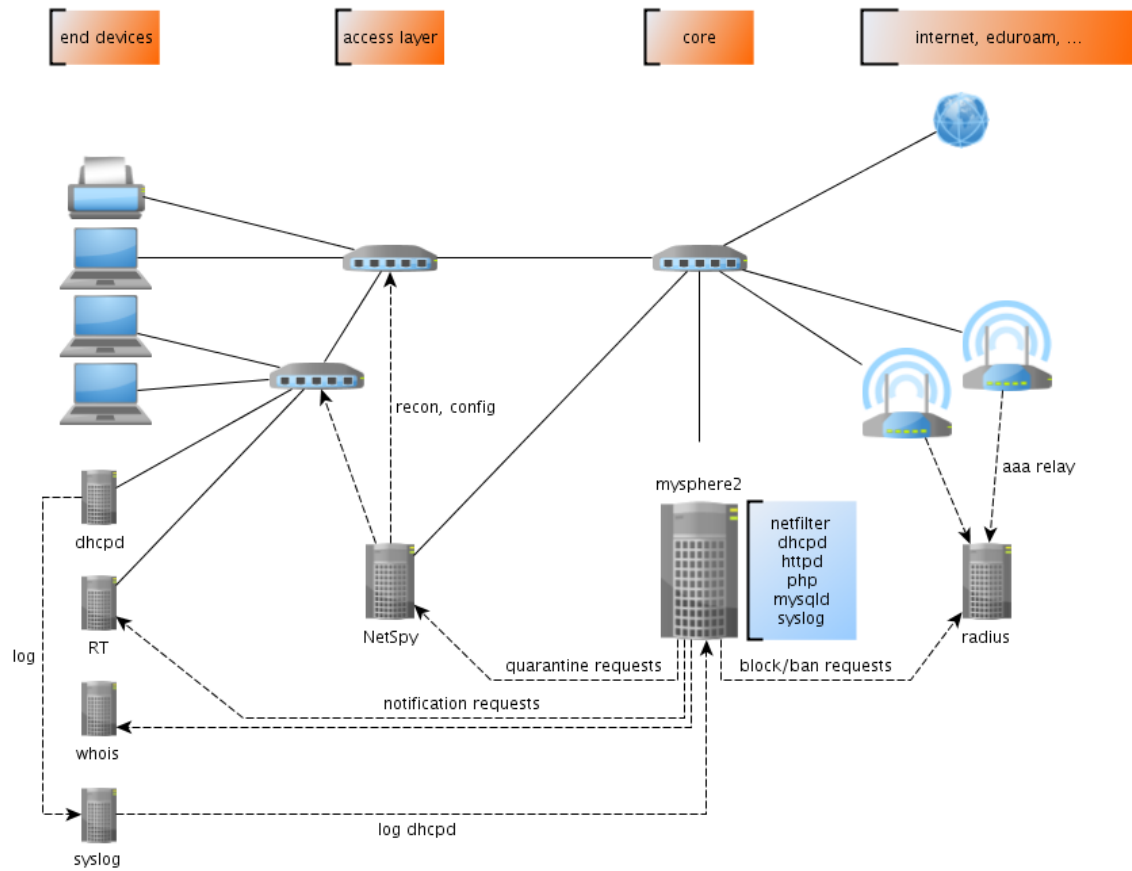 end devices
access layer
core
internet, eduroam, ...
recon, config
aaa relay
mysphere2
netfilter
dhcpd
httpd
php
mysqld
syslog
dhcpd
RT
NetSpy
radius
log
quarantine requests
block/ban requests
notification requests
whois
log dhcpd
syslog